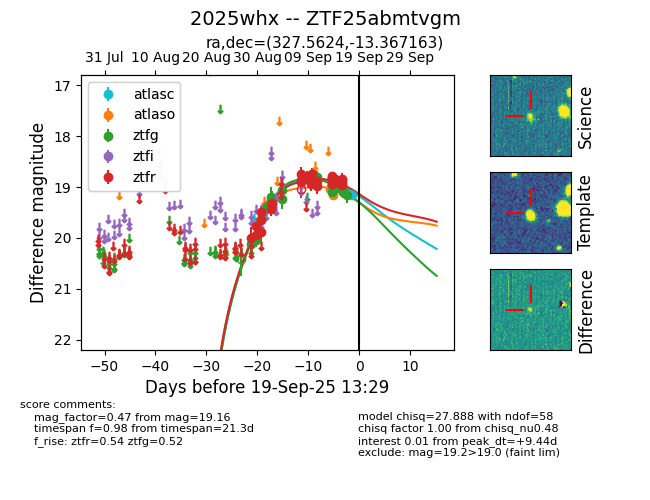 2025whx -- ZTF25abmtvgm
ra,dec=(327.5624,-13.367163)
31 Jul 10 Aug 20 Aug 30 Aug 09 Sep 19 Sep 29 Sep
17
18
19
20
21
22
Difference magnitude
atlasc
atlaso
ztfg
ztfi
ztfr
−50 −40 −30 −20 −10 0 10
Days before 19-Sep-25 13:29
Science
Template
Difference
score comments:
mag_factor=0.47 from mag=19.16
timespan f=0.98 from timespan=21.3d
f_rise: ztfr=0.54 ztfg=0.52
model chisq=27.888 with ndof=58
chisq factor 1.00 from chisq_nu0.48
interest 0.01 from peak_dt=+9.44d
exclude: mag=19.2>19.0 (faint lim)